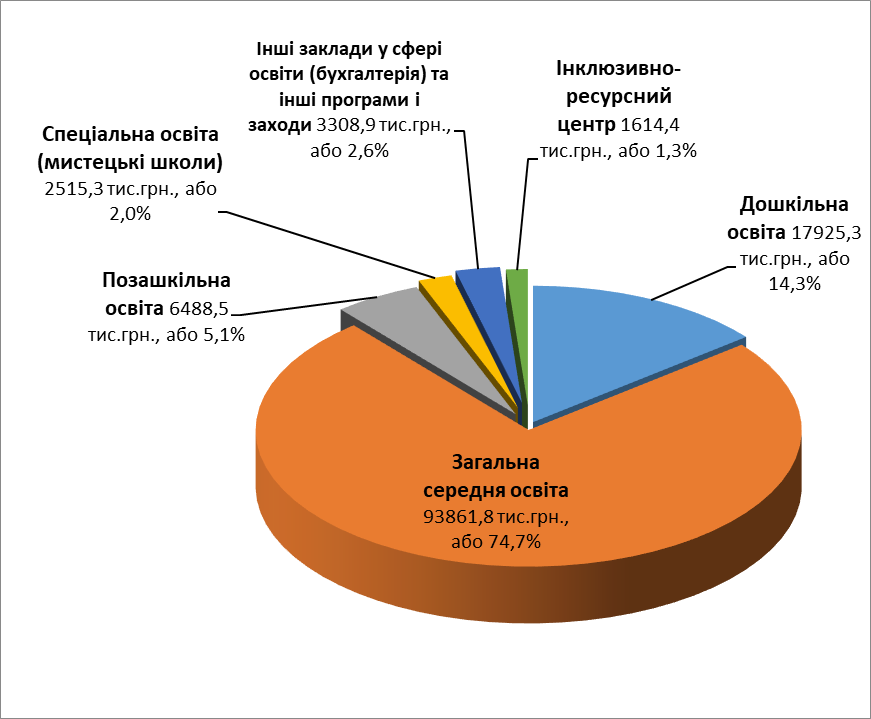 Інші заклади у сфері
освіти (бухгалтерія) та
інші програми і
заходи 3308,9 тис.грн.,
або 2,6%
Інклюзивно-
ресурсний
центр 1614,4
тис.грн., або 1,3%
Спеціальна освіта
(мистецькі школи)
2515,3 тис.грн., або
2,0%
Дошкільна
освіта 17925,3
тис.грн., або
14,3%
Позашкільна
освіта 6488,5
тис.грн., або 5,1%
Загальна
середня освіта
93861,8 тис.грн.,
або 74,7%